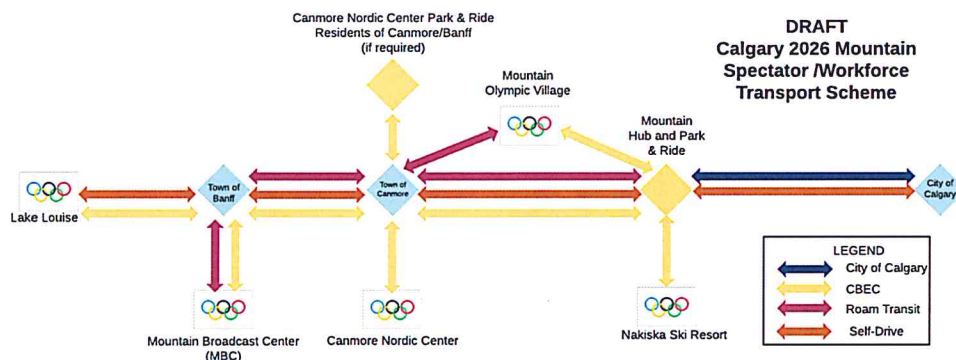 Canmore Nordic Center Park & Ride
Residents of Canmore/Banff
(if required)
DRAFT
Calgary 2026 Mountain
Spectator /Workforce
Transport Scheme
Mountain
Olympic Village
Mountain
Hub and Park
& Ride
Lake Louise
Town of
Banff
Town of
Canmore
City of
Calgary
Mountain Broadcast Center
(MBC)
Canmore Nordic Center
Nakiska Ski Resort
LEGEND
City of Calgary
CBEC
Roam Transit
Self-Drive